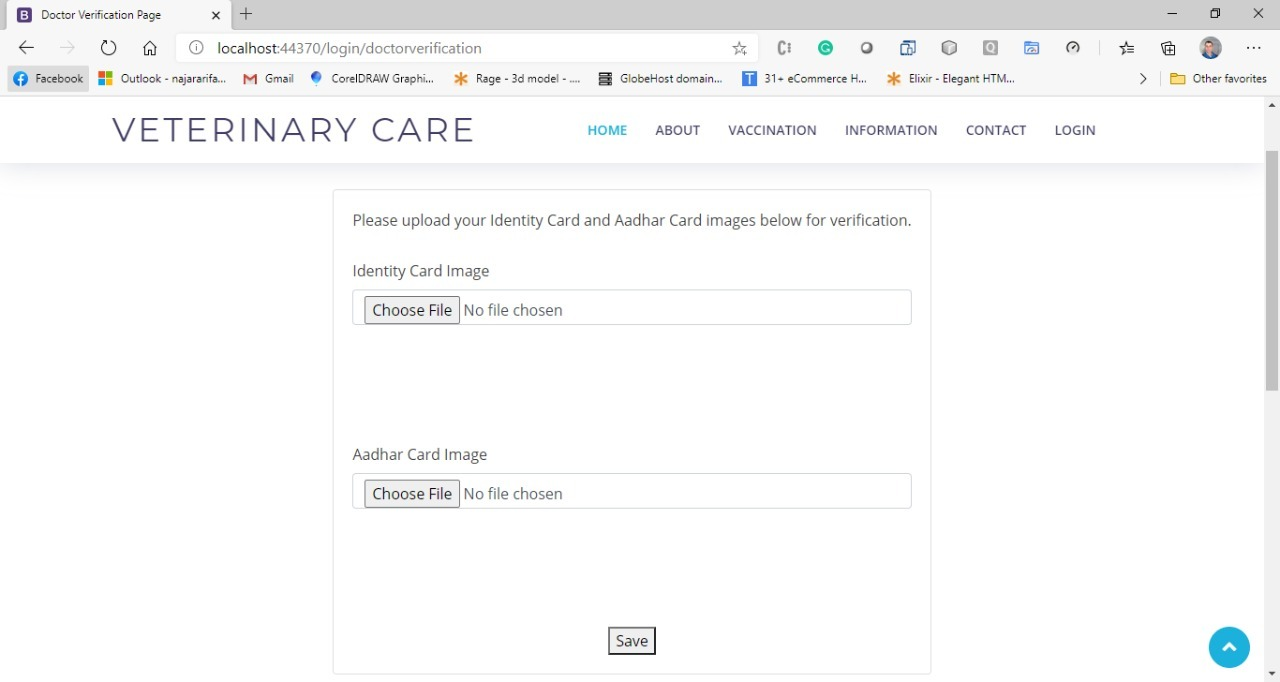 Doctor Verification Page
localhost:44370/login/doctorverification
Facebook Outlook - najararifa... Gmail CorelDRAW Graphi... Rage - 3d model - .... GlobeHost domain... 31+ eCommerce H... Elixir - Elegant HTM... Other favorites
VETERINARY CARE HOME ABOUT VACCINATION INFORMATION CONTACT LOGIN
Please upload your Identity Card and Aadhar Card images below for verification.
Identity Card Image
Choose File No file chosen
Aadhar Card Image
Choose File No file chosen
Save